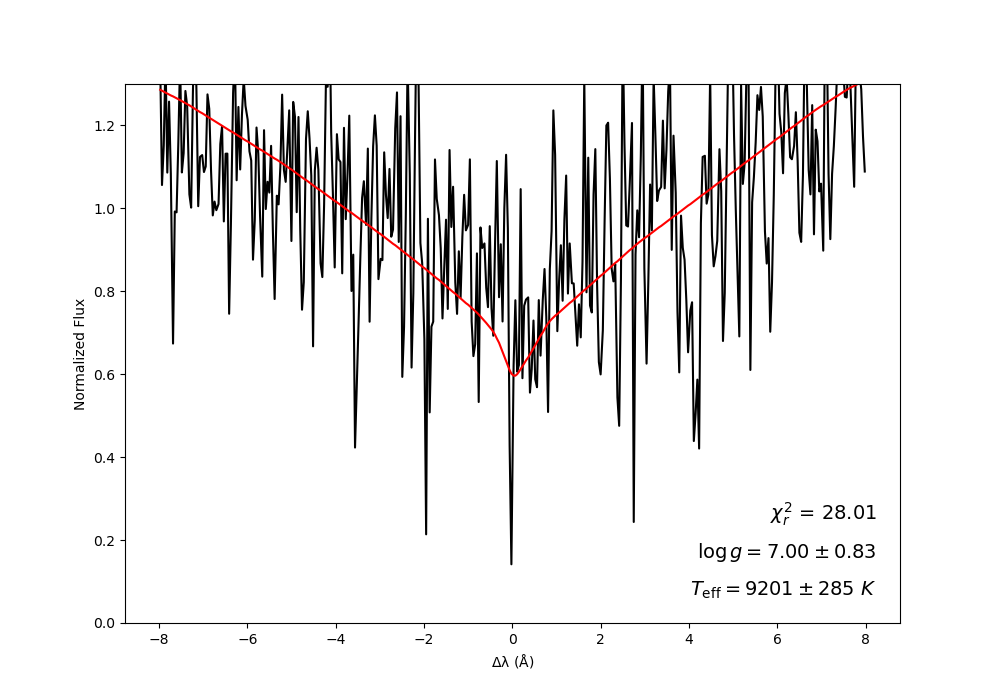 1.2
1.0
0.8
0.6
0.4
0.2
0.0
Normalized Flux
χ²ᵣ = 28.01
log g = 7.00 ± 0.83
T_eff = 9201 ± 285 K
−8 −6 −4 −2 0 2 4 6 8
Δλ (Å)